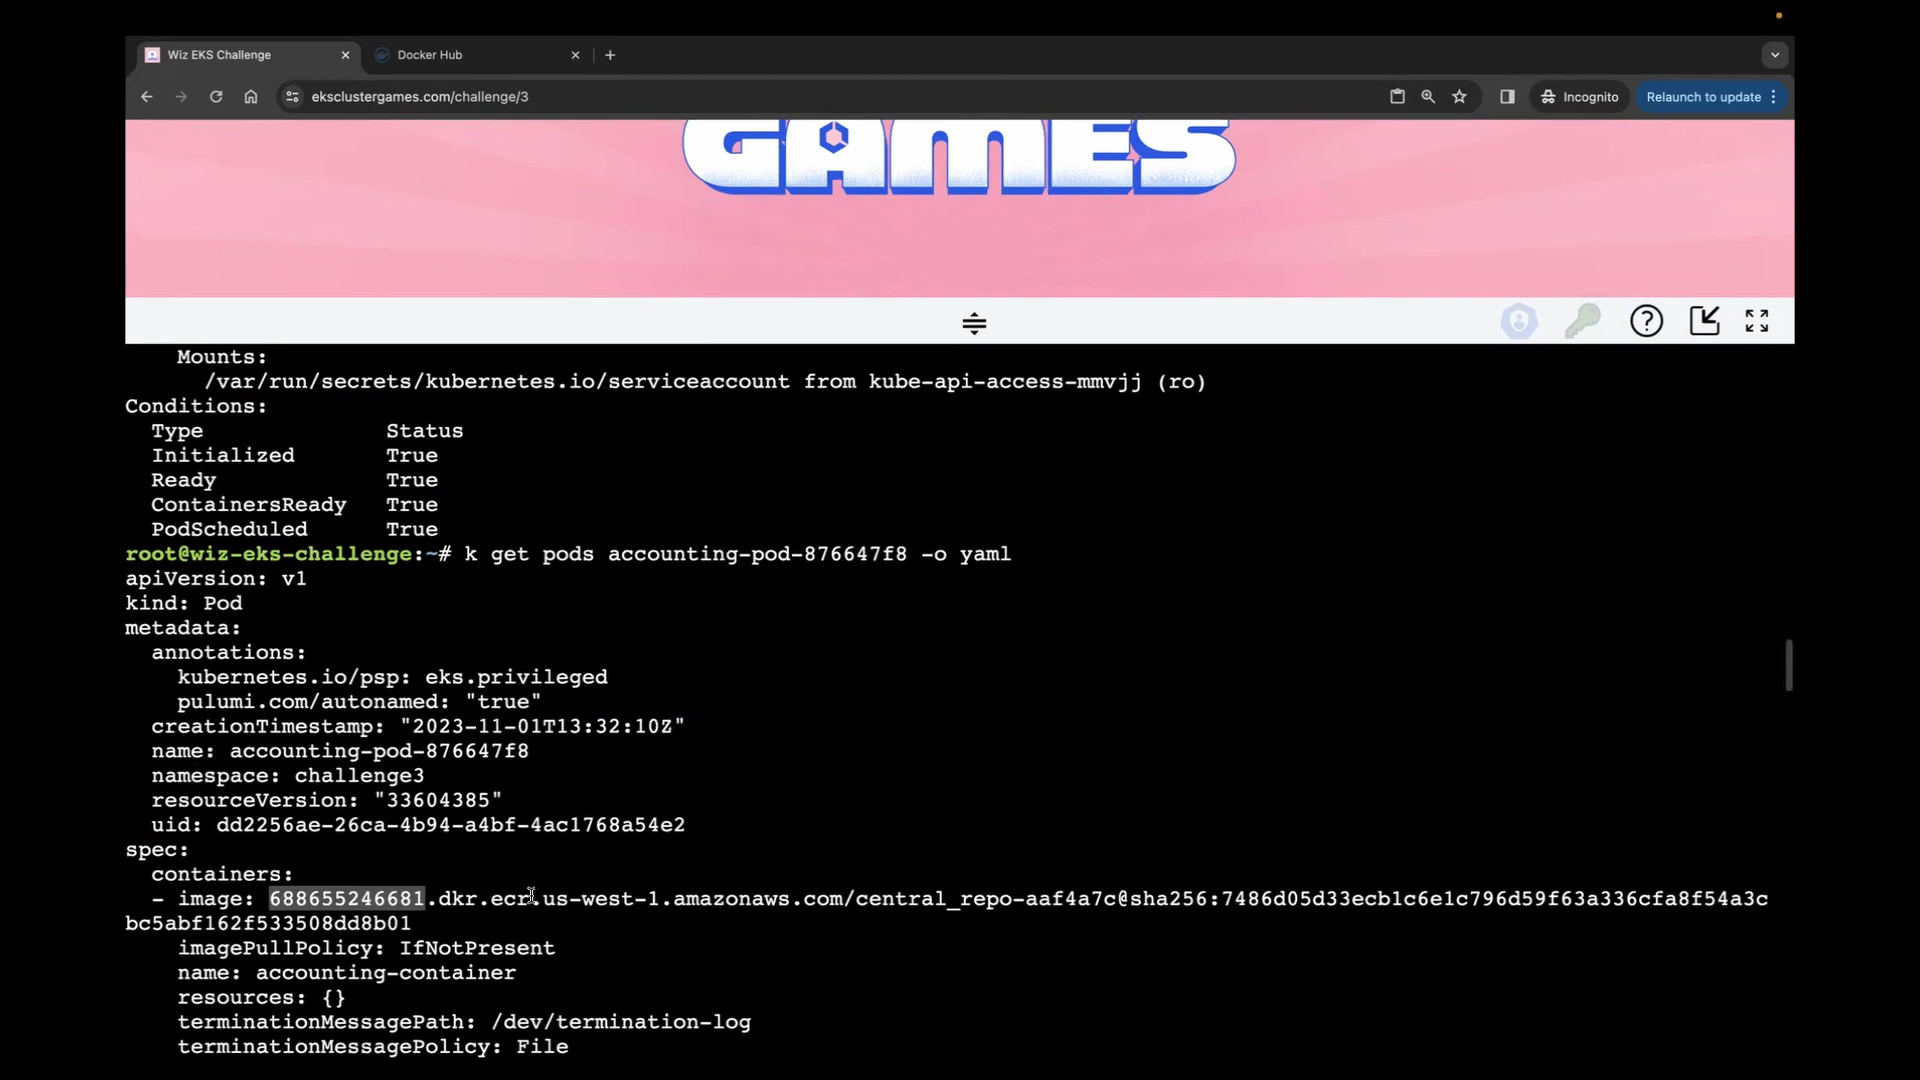 Wiz EKS Challenge
Docker Hub
eksclustergames.com/challenge/3
Incognito
Relaunch to update
GAMES
Mounts:
/var/run/secrets/kubernetes.io/serviceaccount from kube-api-access-mmvjj (ro)
Conditions:
Type Status
Initialized True
Ready True
ContainersReady True
PodScheduled True
root@wiz-eks-challenge:~# k get pods accounting-pod-876647f8 -o yaml
apiVersion: v1
kind: Pod
metadata:
annotations:
kubernetes.io/psp: eks.privileged
pulumi.com/autonamed: "true"
creationTimestamp: "2023-11-01T13:32:10Z"
name: accounting-pod-876647f8
namespace: challenge3
resourceVersion: "33604385"
uid: dd2256ae-26ca-4b94-a4bf-4ac1768a54e2
spec:
containers:
- image: 688655246681.dkr.ecr.us-west-1.amazonaws.com/central_repo-aaf4a7c@sha256:7486d05d33ecb1c6e1c796d59f63a336cfa8f54a3c
bc5abf162f533508dd8b01
imagePullPolicy: IfNotPresent
name: accounting-container
resources: {}
terminationMessagePath: /dev/termination-log
terminationMessagePolicy: File